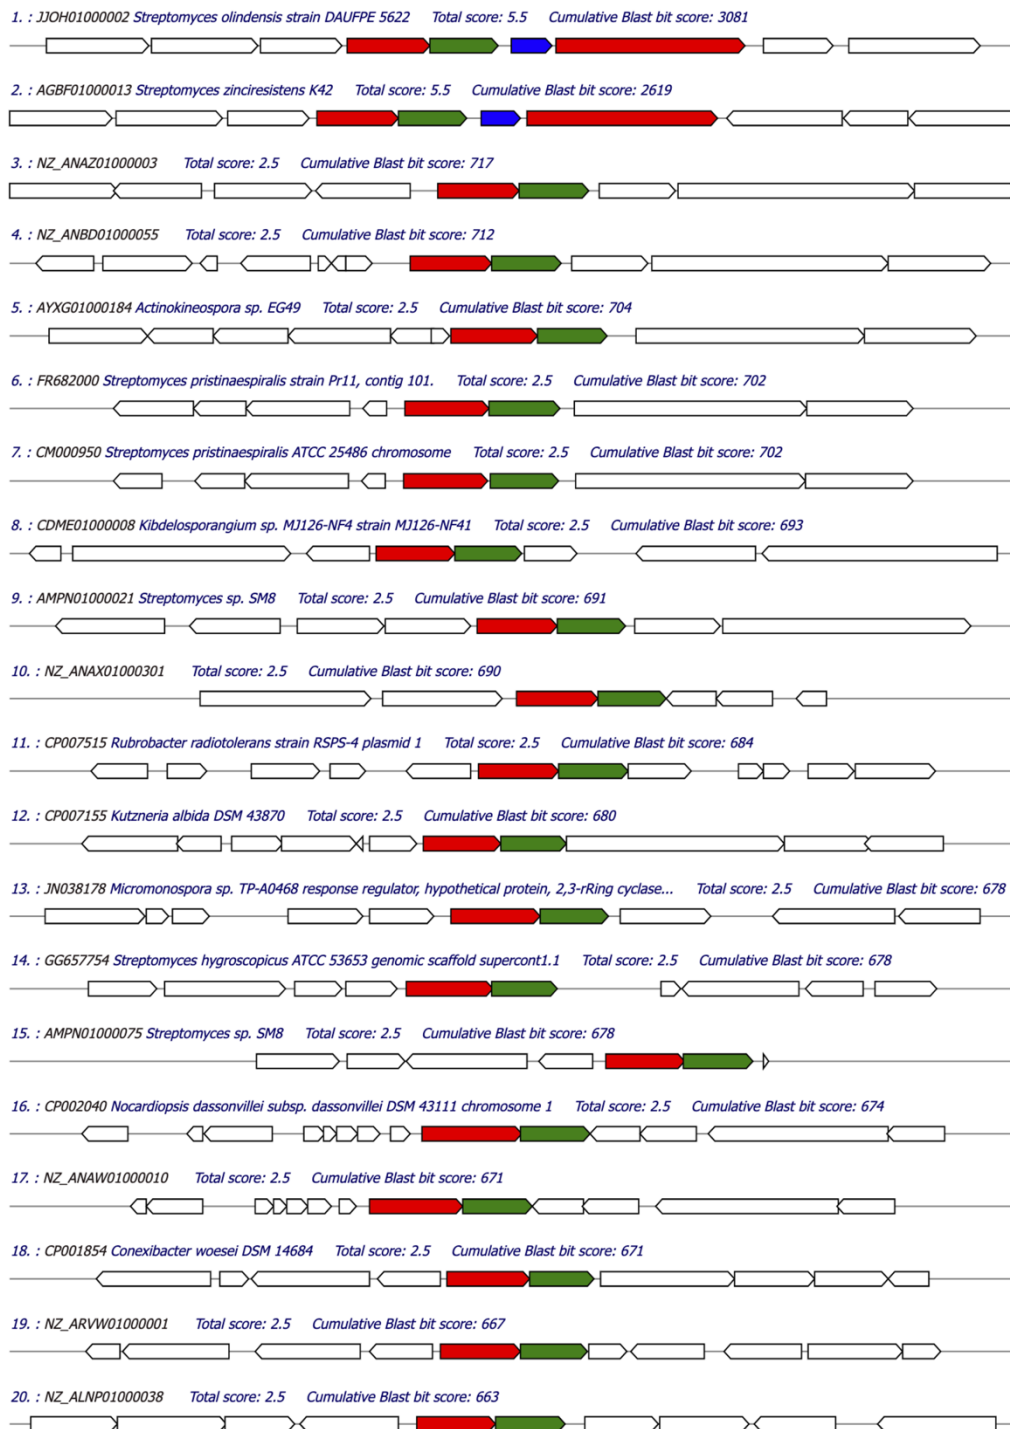 1. : JJOH01000002 Streptomyces olindensis strain DAUFPE 5622 Total score: 5.5 Cumulative Blast bit score: 3081
2. : AGBF01000013 Streptomyces zinciresistens K42 Total score: 5.5 Cumulative Blast bit score: 2619
3. : NZ_ANAZ01000003 Total score: 2.5 Cumulative Blast bit score: 717
4. : NZ_ANBD01000055 Total score: 2.5 Cumulative Blast bit score: 712
5. : AYXG01000184 Actinokineospora sp. EG49 Total score: 2.5 Cumulative Blast bit score: 704
6. : FR682000 Streptomyces pristinaespiralis strain Pr11, contig 101. Total score: 2.5 Cumulative Blast bit score: 702
7. : CM000950 Streptomyces pristinaespiralis ATCC 25486 chromosome Total score: 2.5 Cumulative Blast bit score: 702
8. : CDME01000008 Kibdelosporangium sp. MJ126-NF4 strain MJ126-NF41 Total score: 2.5 Cumulative Blast bit score: 693
9. : AMPN01000021 Streptomyces sp. SM8 Total score: 2.5 Cumulative Blast bit score: 691
10. : NZ_ANAX01000301 Total score: 2.5 Cumulative Blast bit score: 690
11. : CP007515 Rubrobacter radiotolerans strain RSPS-4 plasmid 1 Total score: 2.5 Cumulative Blast bit score: 684
12. : CP007155 Kutzneria albida DSM 43870 Total score: 2.5 Cumulative Blast bit score: 680
13. : JN038178 Micromonospora sp. TP-A0468 response regulator, hypothetical protein, 2,3-rRing cyclase... Total score: 2.5 Cumulative Blast bit score: 678
14. : GG657754 Streptomyces hygroscopicus ATCC 53653 genomic scaffold supercont1.1 Total score: 2.5 Cumulative Blast bit score: 678
15. : AMPN01000075 Streptomyces sp. SM8 Total score: 2.5 Cumulative Blast bit score: 678
16. : CP002040 Nocardiopsis dassonvillei subsp. dassonvillei DSM 43111 chromosome 1 Total score: 2.5 Cumulative Blast bit score: 674
17. : NZ_ANAW01000010 Total score: 2.5 Cumulative Blast bit score: 671
18. : CP001854 Conexibacter woesei DSM 14684 Total score: 2.5 Cumulative Blast bit score: 671
19. : NZ_ARVW01000001 Total score: 2.5 Cumulative Blast bit score: 667
20. : NZ_ALNP01000038 Total score: 2.5 Cumulative Blast bit score: 663